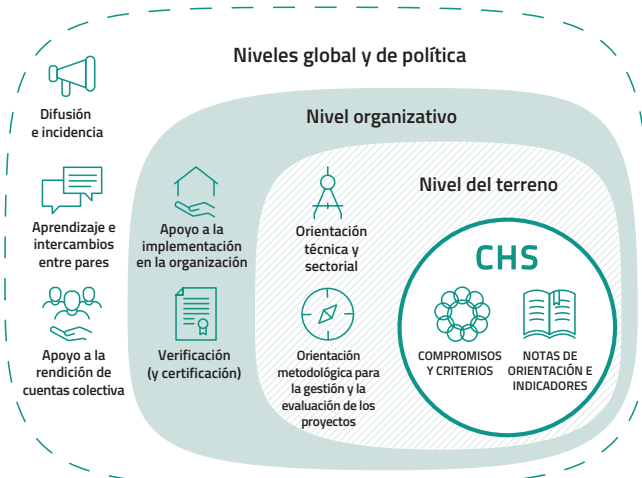 Niveles global y de política
Difusión
e incidencia
Aprendizaje e
intercambios
entre pares
Apoyo a la
rendición de
cuentas colectiva
Nivel organizativo
Apoyo a la
implementación
en la organización
Verificación
(y certificación)
Nivel del terreno
Orientación
técnica y
sectorial
Orientación
metodológica para
la gestión y la
evaluación de los
proyectos
CHS
COMPROMISOS
Y CRITERIOS
NOTAS DE
ORIENTACIÓN E
INDICADORES